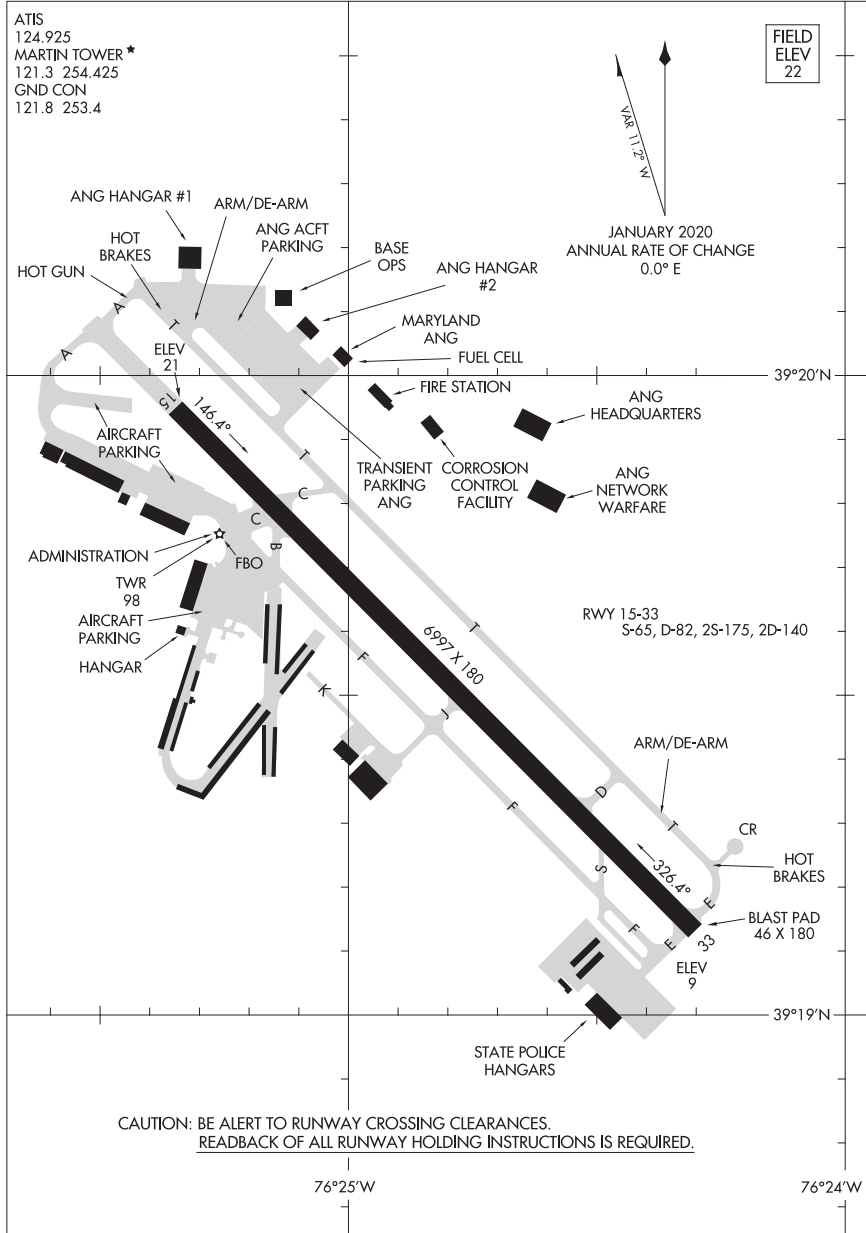 ATIS
124.925
MARTIN TOWER *
121.3 254.425
GND CON
121.8 253.4
FIELD
ELEV
22
VAR 11.2° W
JANUARY 2020
ANNUAL RATE OF CHANGE
0.0° E
ANG HANGAR #1
ARM/DE-ARM
HOT
BRAKES
ANG ACFT
PARKING
HOT GUN
BASE
OPS
ANG HANGAR
#2
MARYLAND
ANG
FUEL CELL
A
A
T
ELEV
21
15
146.4°
39°20'N
FIRE STATION
ANG
HEADQUARTERS
AIRCRAFT
PARKING
T
TRANSIENT
PARKING
ANG
CORROSION
CONTROL
FACILITY
ANG
NETWORK
WARFARE
C
C
B
ADMINISTRATION
FBO
TWR
98
AIRCRAFT
PARKING
HANGAR
RWY 15-33
S-65, D-82, 2S-175, 2D-140
T
6997 X 180
F
K
J
ARM/DE-ARM
D
F
T
CR
S
326.4°
HOT
BRAKES
E
F
E
33
BLAST PAD
46 X 180
ELEV
9
39°19'N
STATE POLICE
HANGARS
CAUTION: BE ALERT TO RUNWAY CROSSING CLEARANCES.
READBACK OF ALL RUNWAY HOLDING INSTRUCTIONS IS REQUIRED.
76°25'W
76°24'W